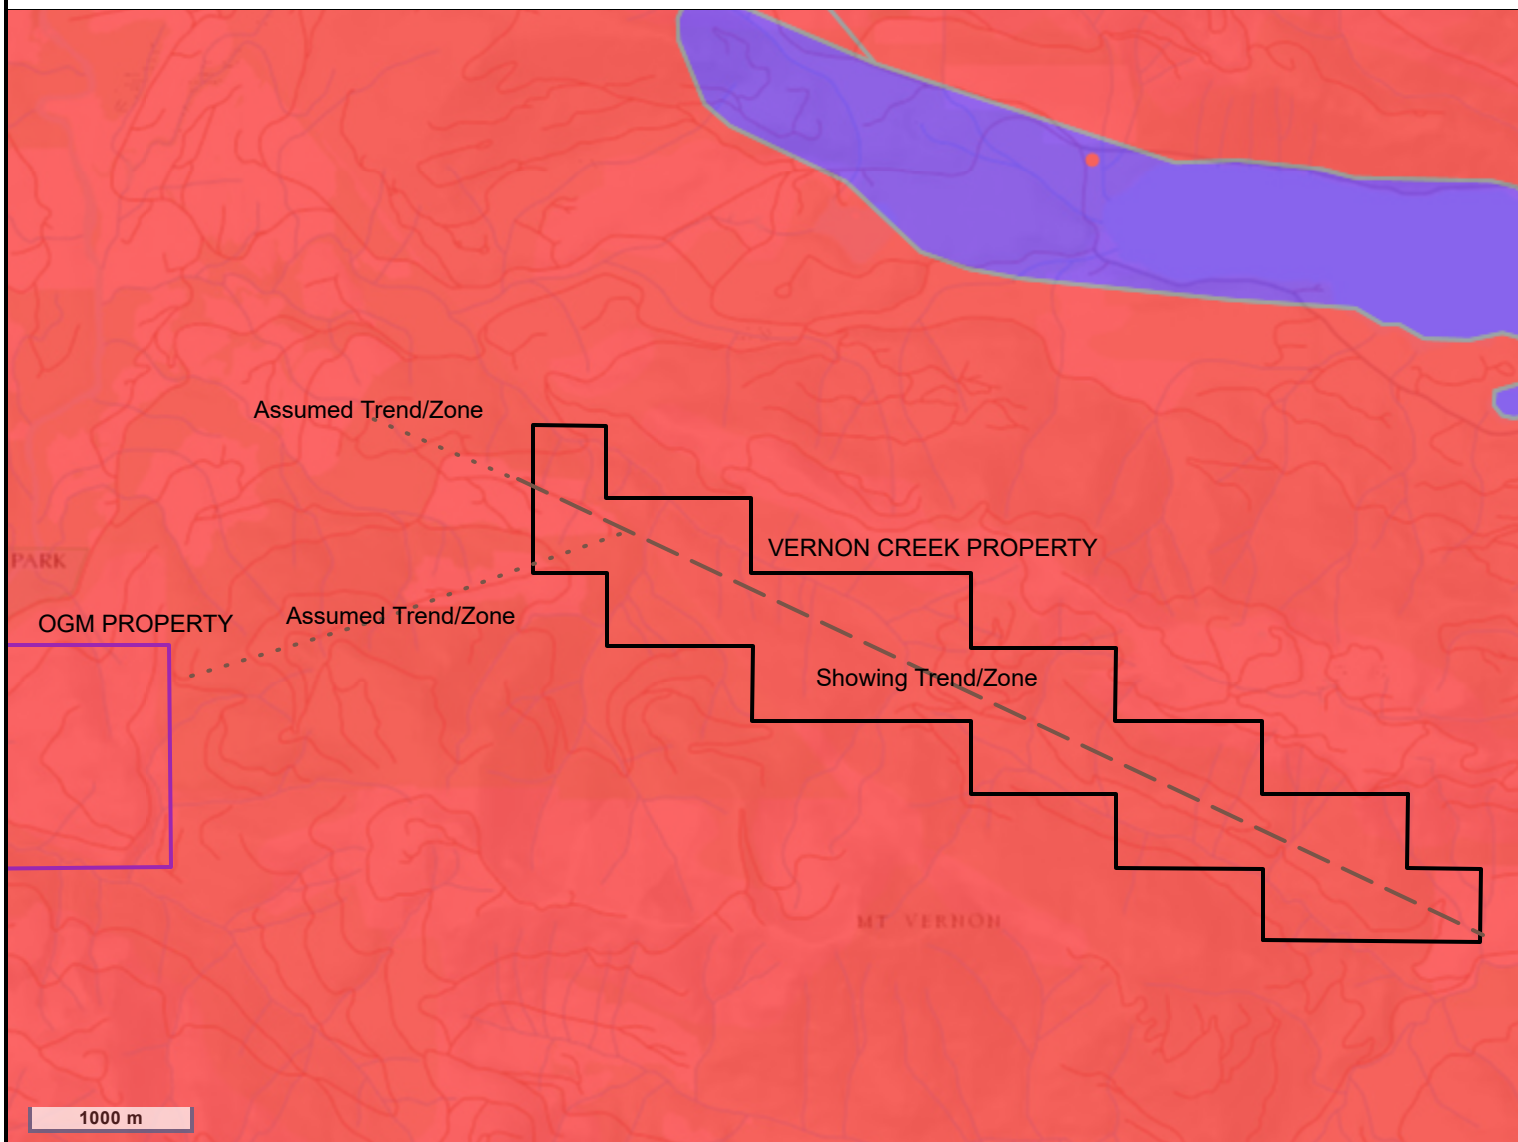 Assumed Trend/Zone
VERNON CREEK PROPERTY
PARK
Assumed Trend/Zone
OGM PROPERTY
Showing Trend/Zone
MT VERNON
1000 m